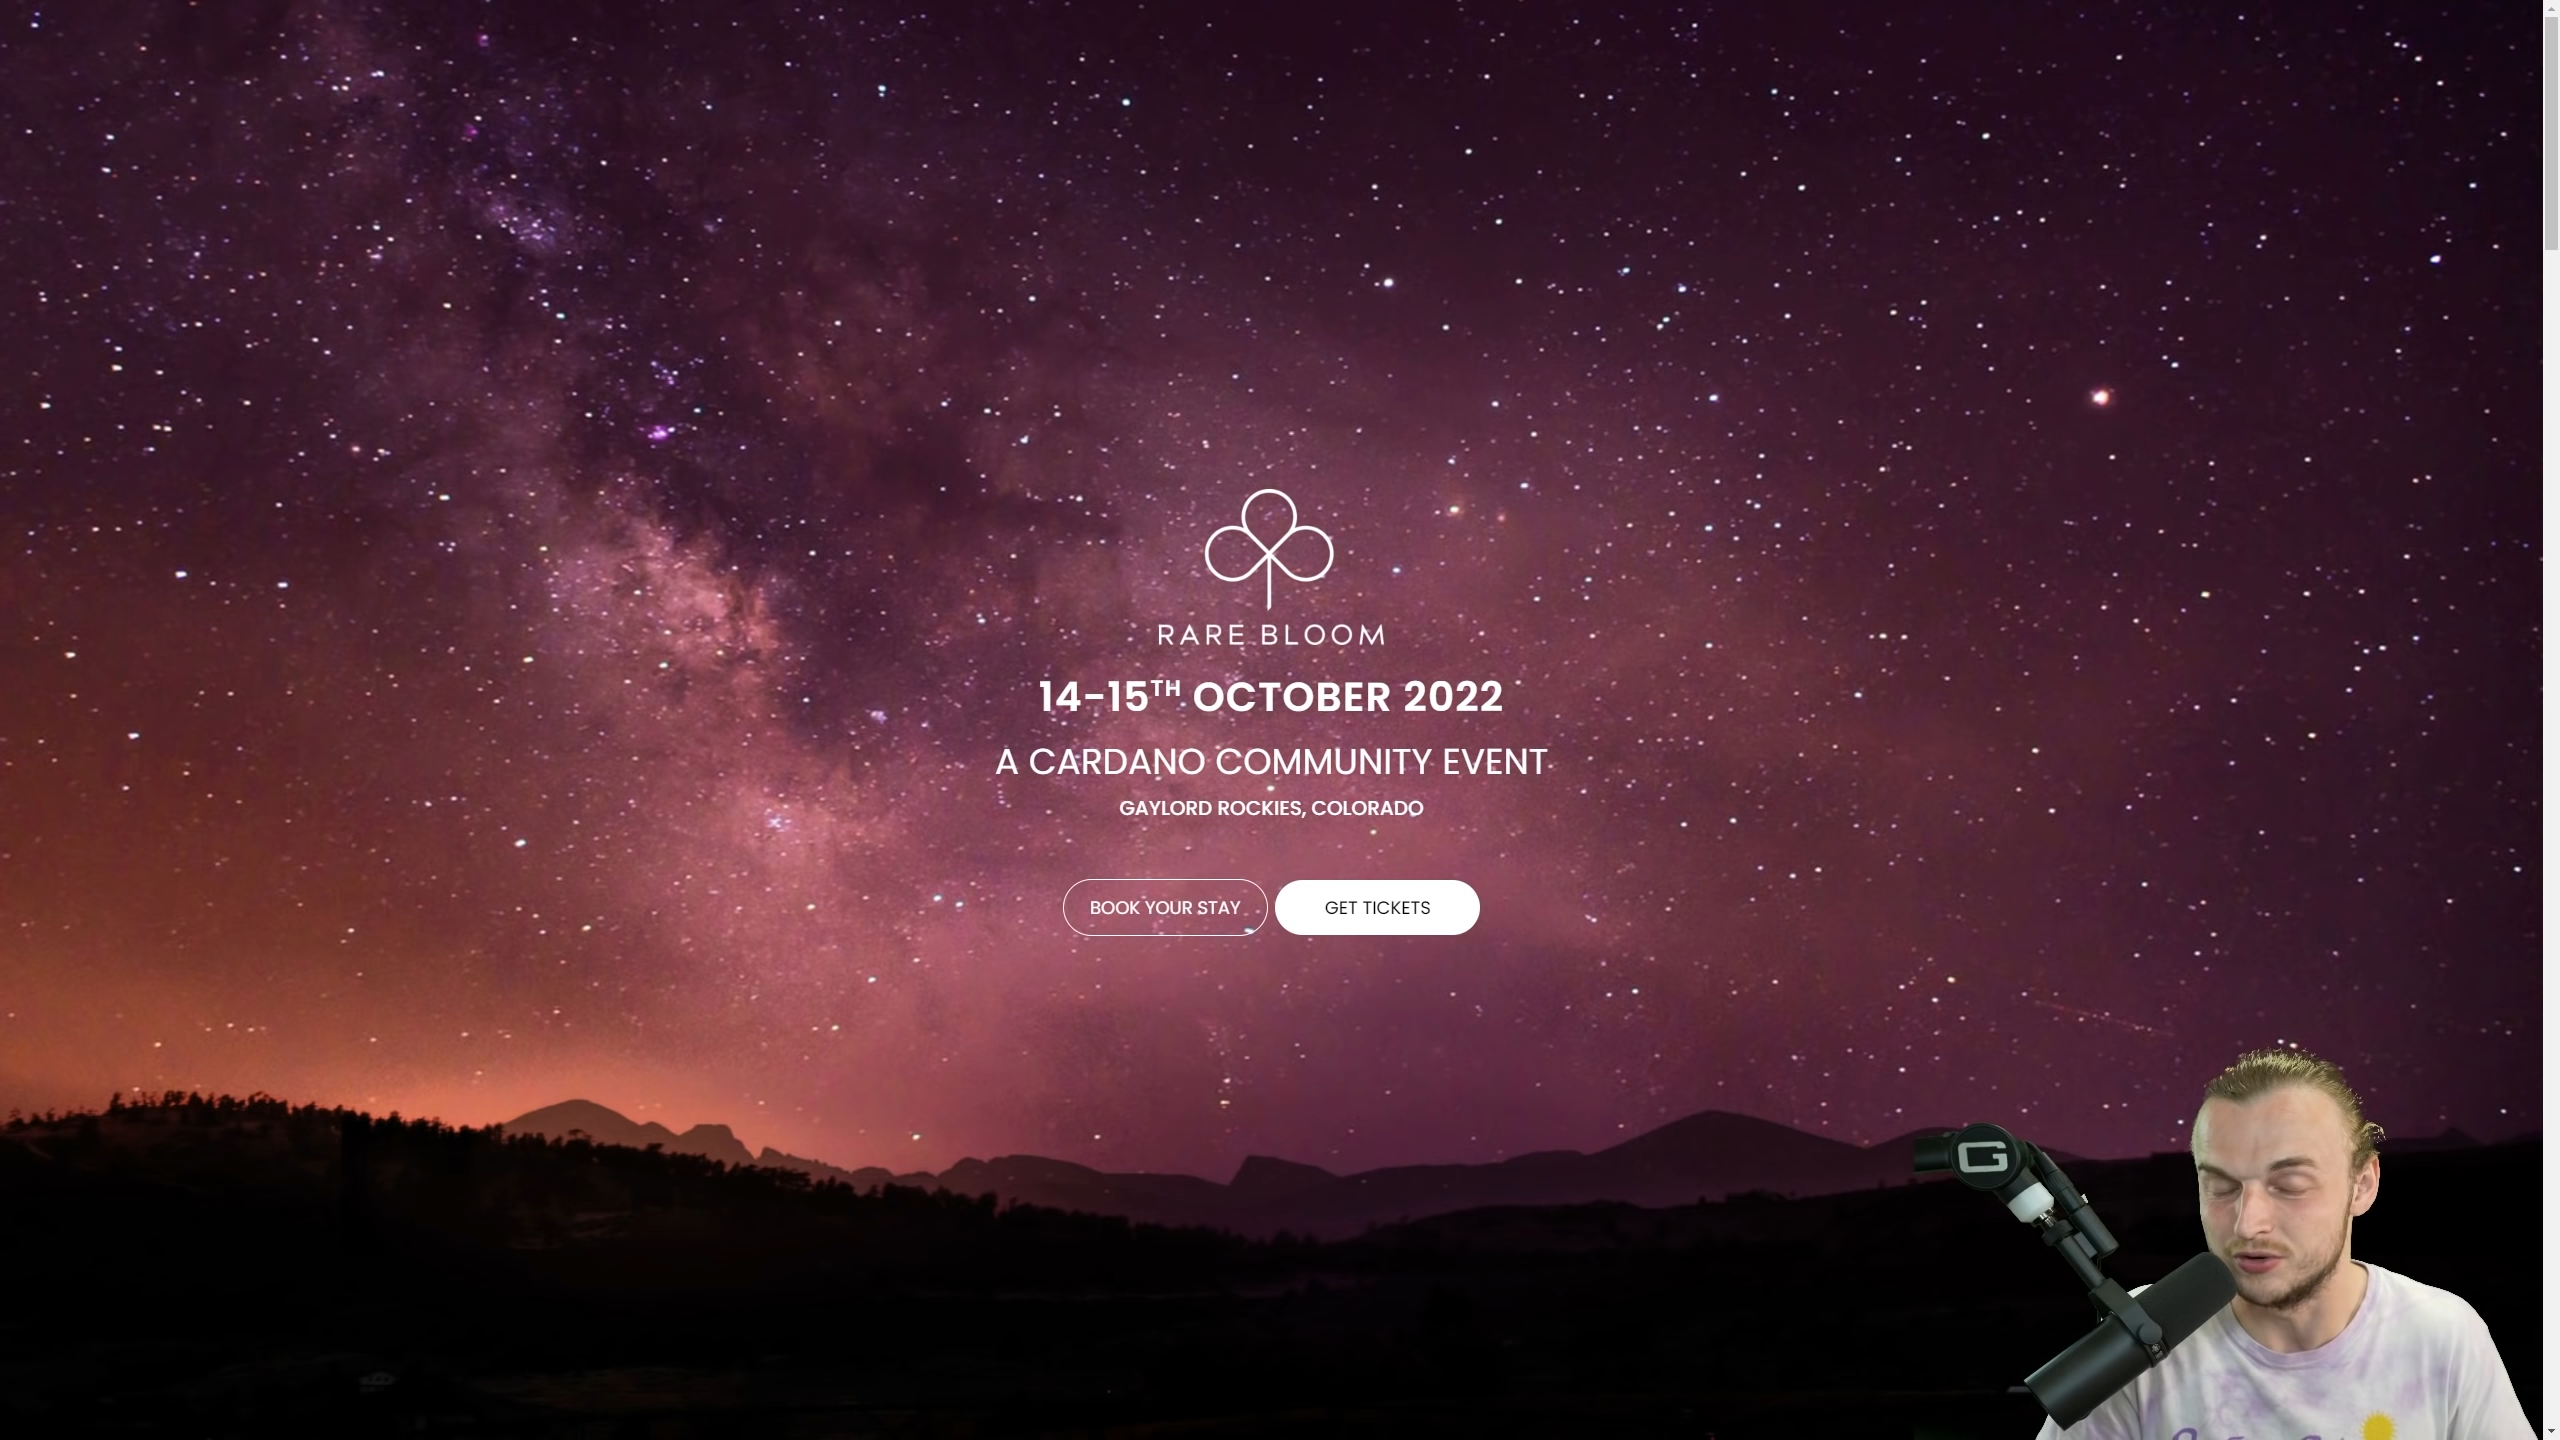 RARE BLOOM
14-15TH OCTOBER 2022
A CARDANO COMMUNITY EVENT
GAYLORD ROCKIES, COLORADO
BOOK YOUR STAY
GET TICKETS
G